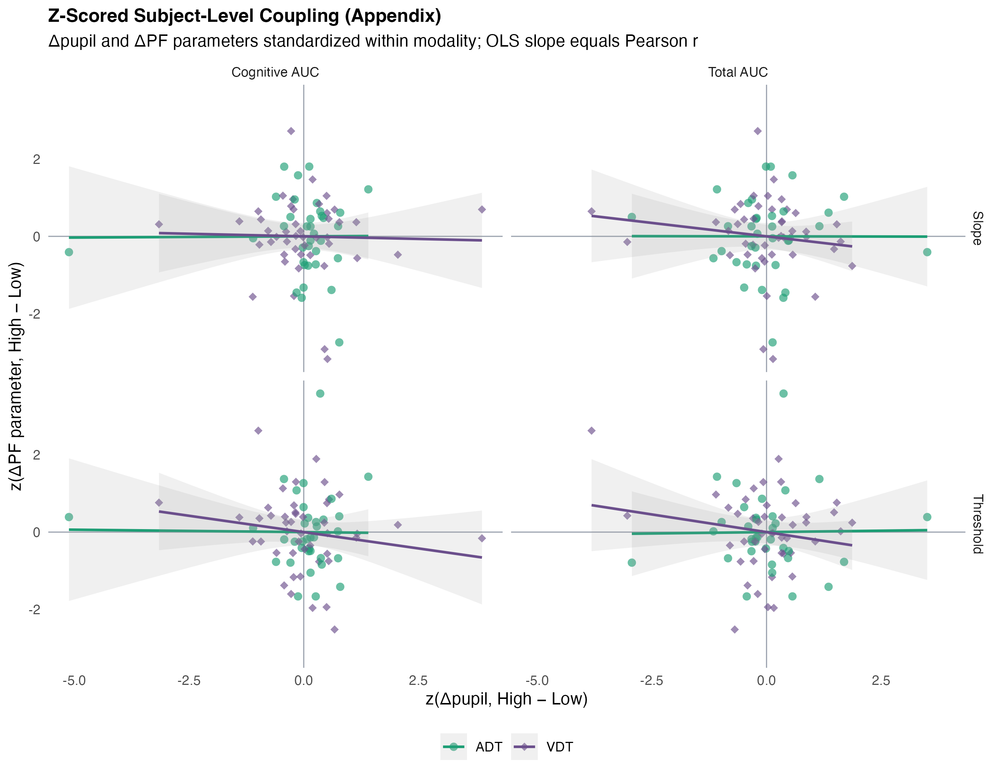 Z-Scored Subject-Level Coupling (Appendix)
Δpupil and ΔPF parameters standardized within modality; OLS slope equals Pearson r
Cognitive AUC
Total AUC
z(ΔPF parameter, High − Low)
2
0
-2
Slope
2
0
-2
Threshold
-5.0
-2.5
0.0
2.5
-5.0
-2.5
0.0
2.5
z(Δpupil, High − Low)
ADT
VDT